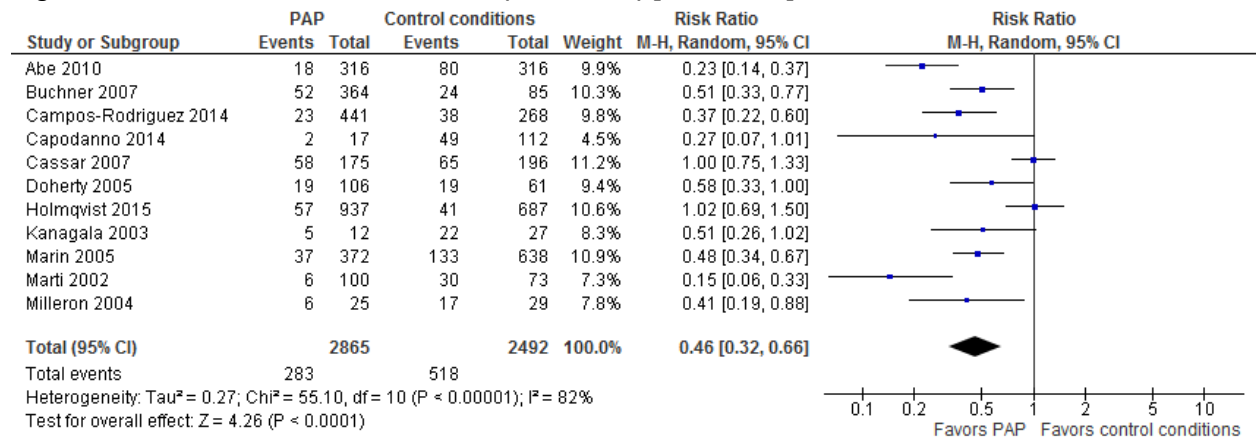 PAP Control conditions Risk Ratio Risk Ratio
Study or Subgroup Events Total Events Total Weight M-H, Random, 95% CI M-H, Random, 95% CI
Abe 2010 18 316 80 316 9.9% 0.23 [0.14, 0.37]
Buchner 2007 52 364 24 85 10.3% 0.51 [0.33, 0.77]
Campos-Rodriguez 2014 23 441 38 268 9.8% 0.37 [0.22, 0.60]
Capodanno 2014 2 17 49 112 4.5% 0.27 [0.07, 1.01]
Cassar 2007 58 175 65 196 11.2% 1.00 [0.75, 1.33]
Doherty 2005 19 106 19 61 9.4% 0.58 [0.33, 1.00]
Holmqvist 2015 57 937 41 687 10.6% 1.02 [0.69, 1.50]
Kanagala 2003 5 12 22 27 8.3% 0.51 [0.26, 1.02]
Marin 2005 37 372 133 638 10.9% 0.48 [0.34, 0.67]
Marti 2002 6 100 30 73 7.3% 0.15 [0.06, 0.33]
Milleron 2004 6 25 17 29 7.8% 0.41 [0.19, 0.88]
Total (95% CI) 2865 2492 100.0% 0.46 [0.32, 0.66]
Total events 283 518
Heterogeneity: Tau² = 0.27; Chi² = 55.10, df = 10 (P < 0.00001); I² = 82%
Test for overall effect: Z = 4.26 (P < 0.0001)
0.1 0.2 0.5 1 2 5 10
Favors PAP Favors control conditions